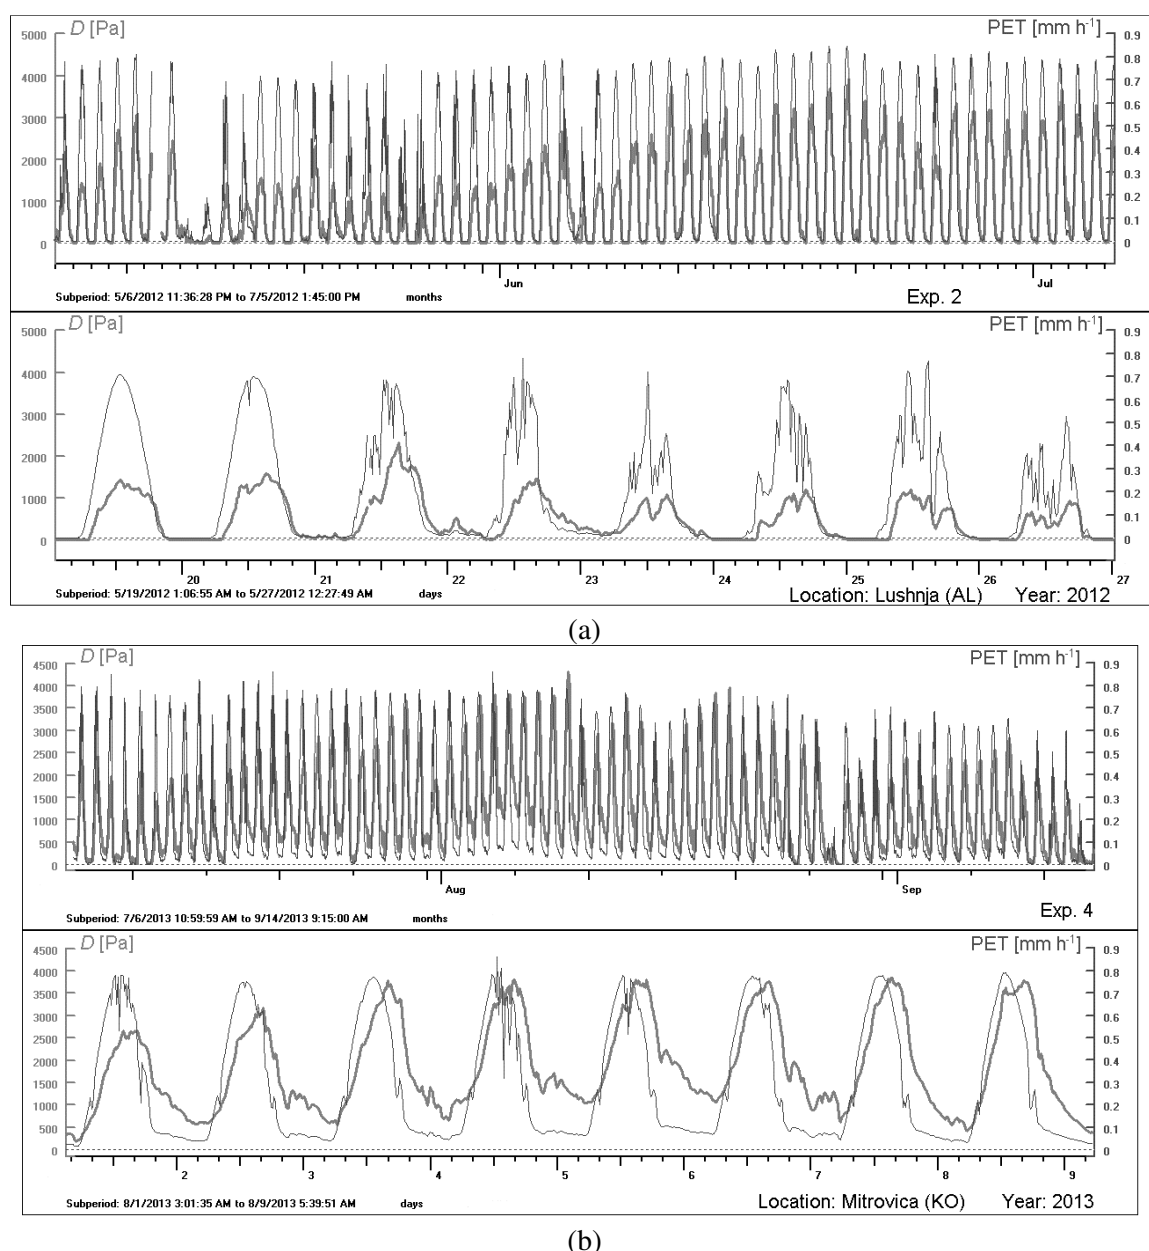 D [Pa] PET [mm h-1]
5000 0.9
0.8
4000 0.7
0.6
3000 0.5
2000 0.4
0.3
1000 0.2
0.1
0 0
Jun Jul
Subperiod: 5/6/2012 11:36:28 PM to 7/5/2012 1:45:00 PM months Exp. 2
D [Pa] PET [mm h-1]
5000 0.9
0.8
4000 0.7
3000 0.6
0.5
2000 0.4
0.3
1000 0.2
0.1
0 0
20 21 22 23 24 25 26 27
Subperiod: 5/19/2012 1:06:55 AM to 5/27/2012 12:27:49 AM days Location: Lushnja (AL) Year: 2012
(a)
D [Pa] PET [mm h-1]
4500 0.9
4000 0.8
3500 0.7
3000 0.6
2500 0.5
2000 0.4
1500 0.3
1000 0.2
500 0.1
0 0
Aug Sep
Subperiod: 7/6/2013 10:59:59 AM to 9/14/2013 9:15:00 AM months Exp. 4
D [Pa] PET [mm h-1]
4500 0.9
4000 0.8
3500 0.7
3000 0.6
2500 0.5
2000 0.4
1500 0.3
1000 0.2
500 0.1
0 0
2 3 4 5 6 7 8 9
Subperiod: 8/1/2013 3:01:35 AM to 8/9/2013 5:39:51 AM days Location: Mitrovica (KO) Year: 2013
(b)